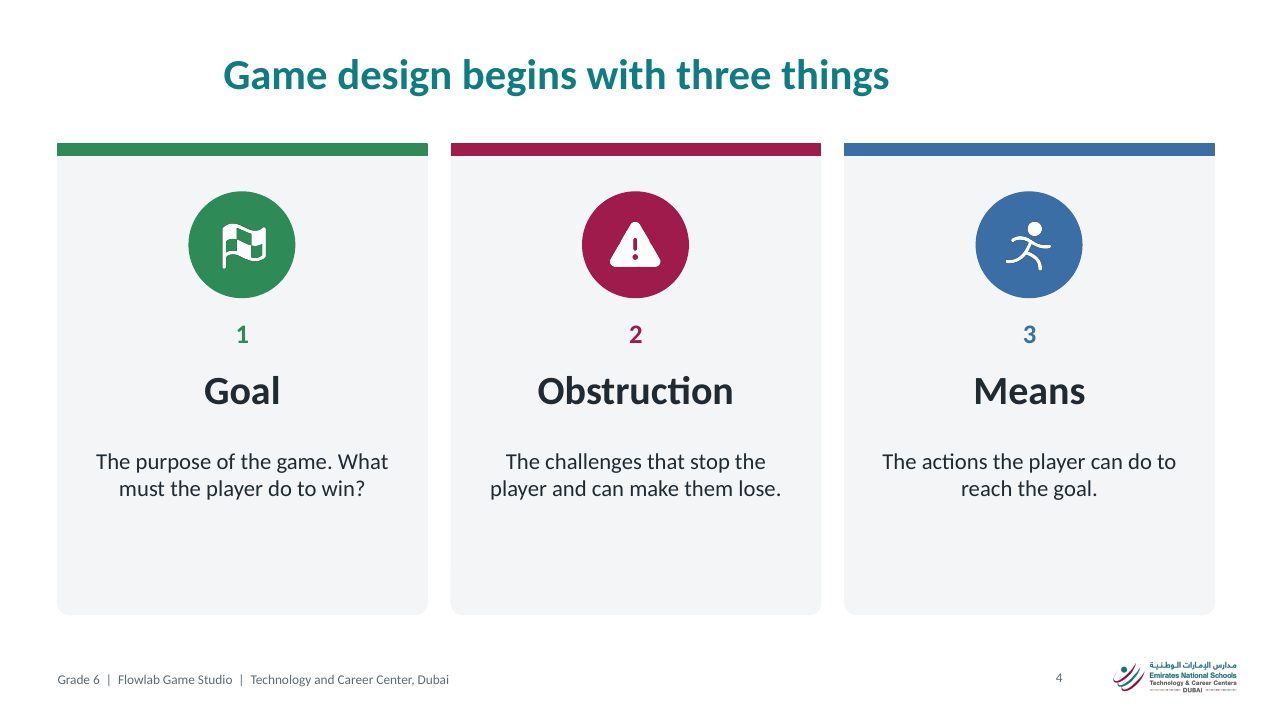 Game design begins with three things
1
Goal
The purpose of the game. What
must the player do to win?
2
Obstruction
The challenges that stop the
player and can make them lose.
3
Means
The actions the player can do to
reach the goal.
Grade 6 | Flowlab Game Studio | Technology and Career Center, Dubai
4
مدارس الإمارات الوطنية
Emirates National Schools
Technology & Career Centers
DUBAI